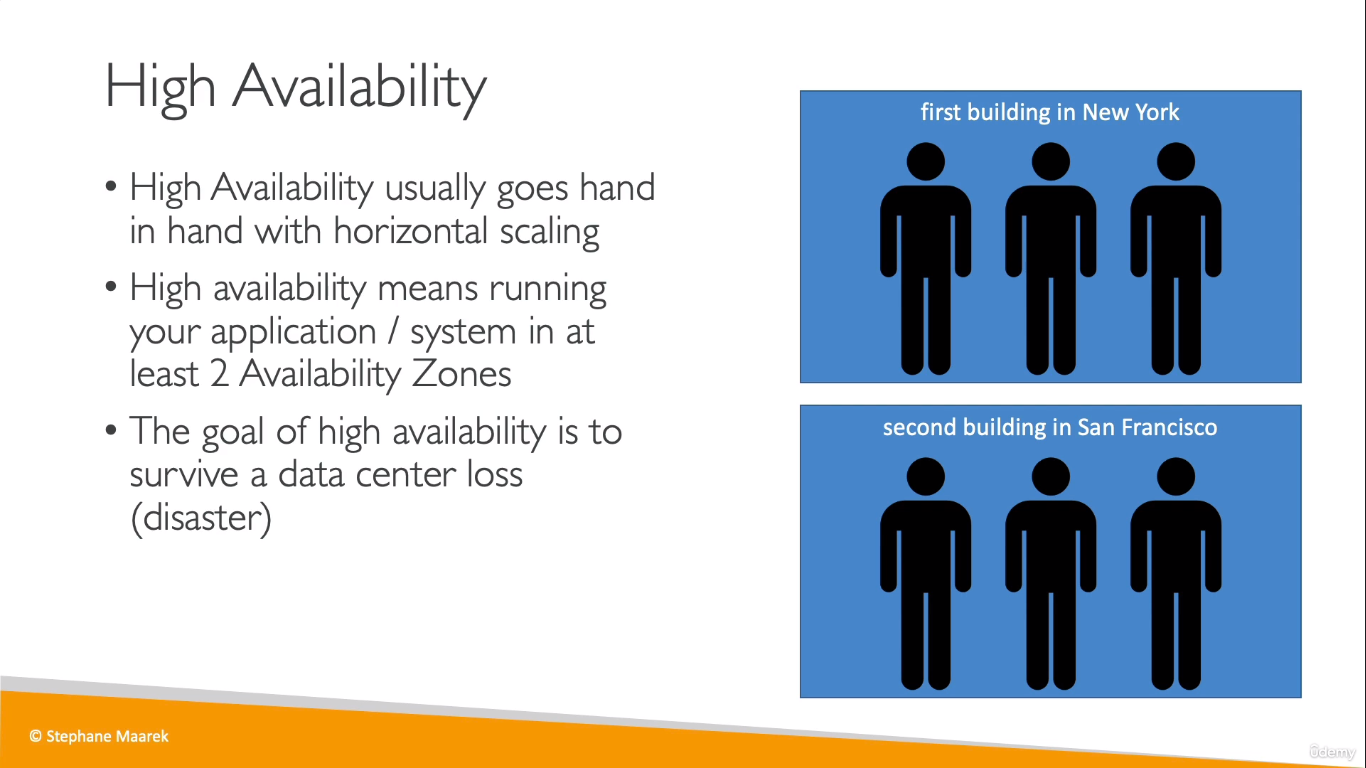 High Availability
• High Availability usually goes hand
in hand with horizontal scaling
• High availability means running
your application / system in at
least 2 Availability Zones
• The goal of high availability is to
survive a data center loss
(disaster)
first building in New York
second building in San Francisco
© Stephane Maarek
ûdemy